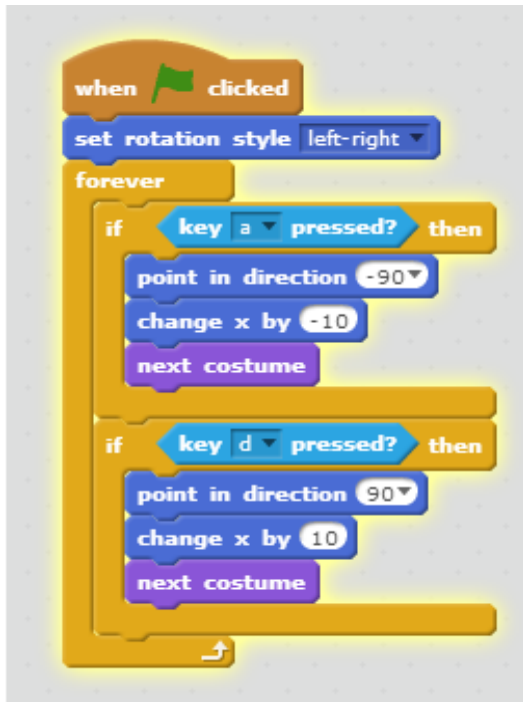 when clicked
set rotation style left-right
forever
if key a pressed? then
point in direction -90
change x by -10
next costume
if key d pressed? then
point in direction 90
change x by 10
next costume